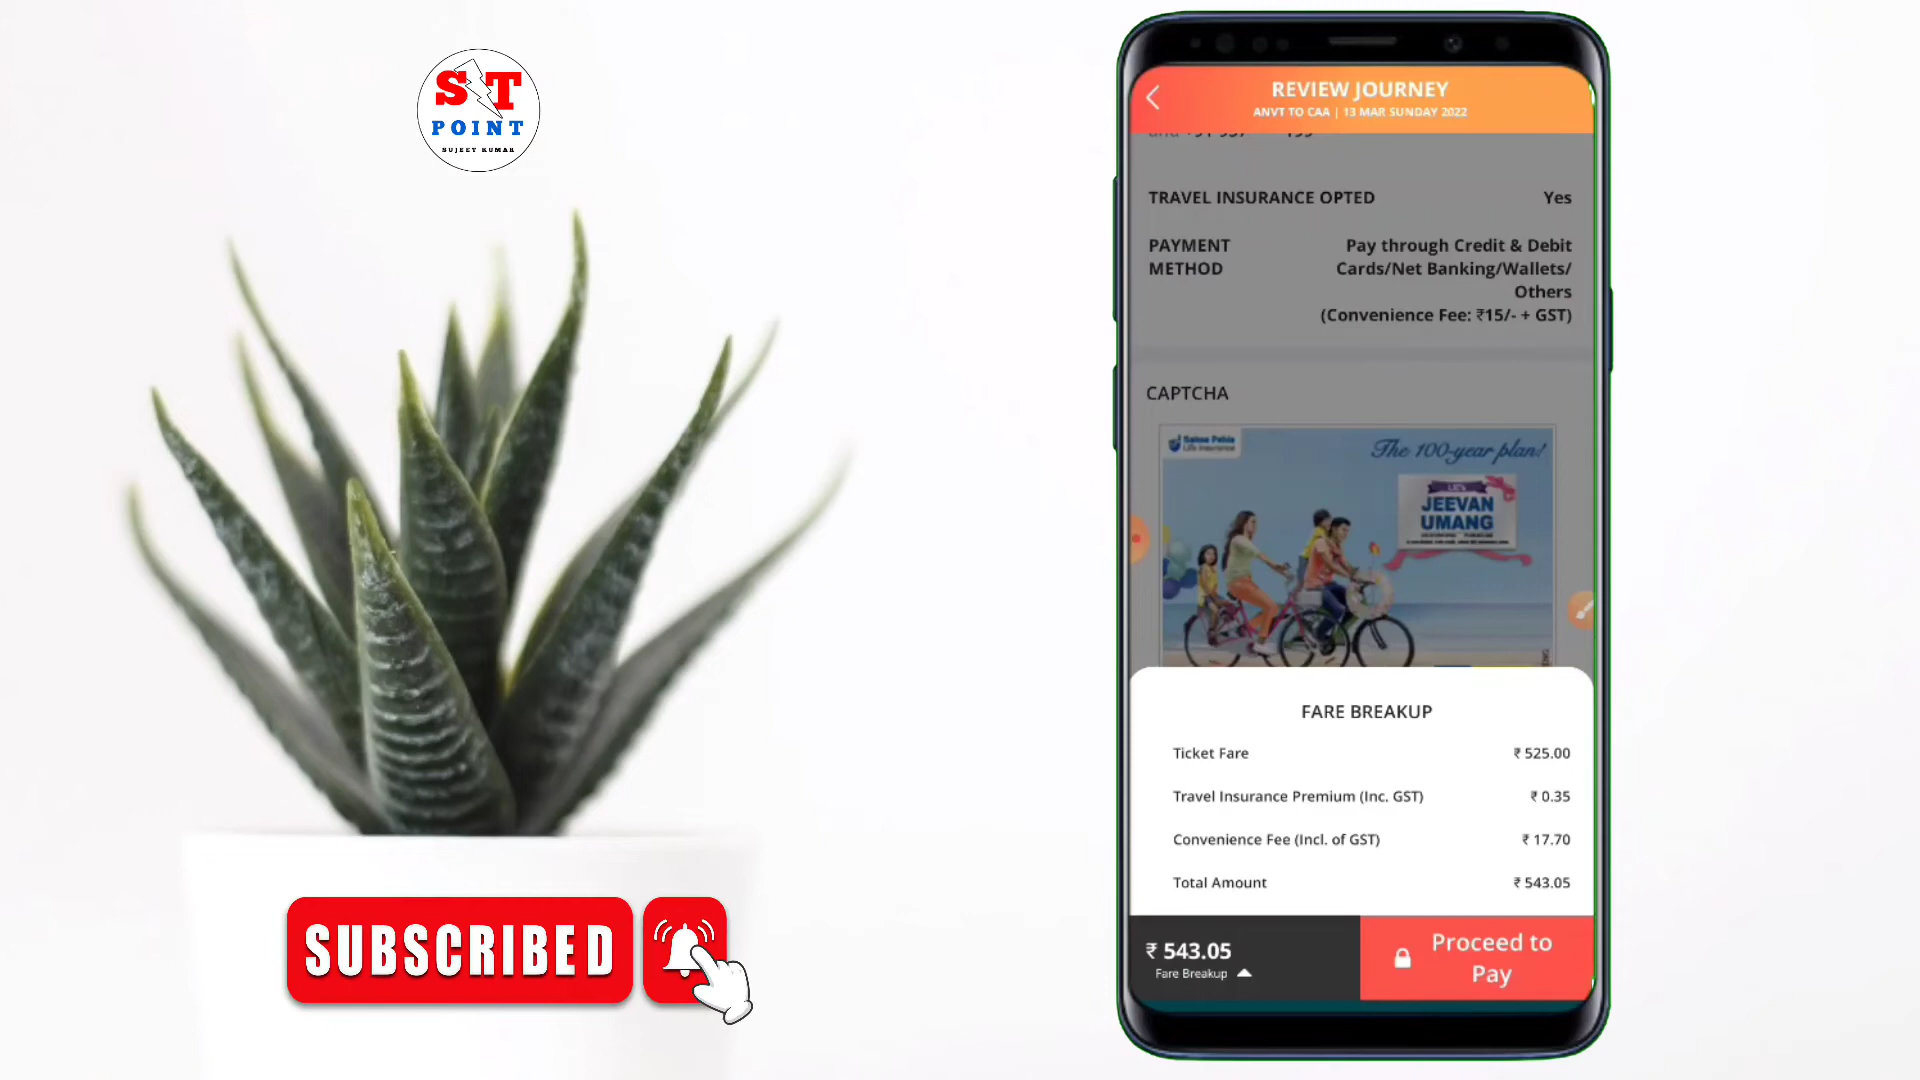 S T
POINT
SUJEET KUMAR
SUBSCRIBED
REVIEW JOURNEY
ANVT TO CAA | 13 MAR SUNDAY 2022
TRAVEL INSURANCE OPTED Yes
PAYMENT METHOD Pay through Credit & Debit
Cards/Net Banking/Wallets/
Others
(Convenience Fee: ₹15/- + GST)
CAPTCHA
The 100-year plan!
LIC's
JEEVAN
UMANG
FARE BREAKUP
Ticket Fare ₹ 525.00
Travel Insurance Premium (Inc. GST) ₹ 0.35
Convenience Fee (Incl. of GST) ₹ 17.70
Total Amount ₹ 543.05
₹ 543.05
Fare Breakup
Proceed to
Pay